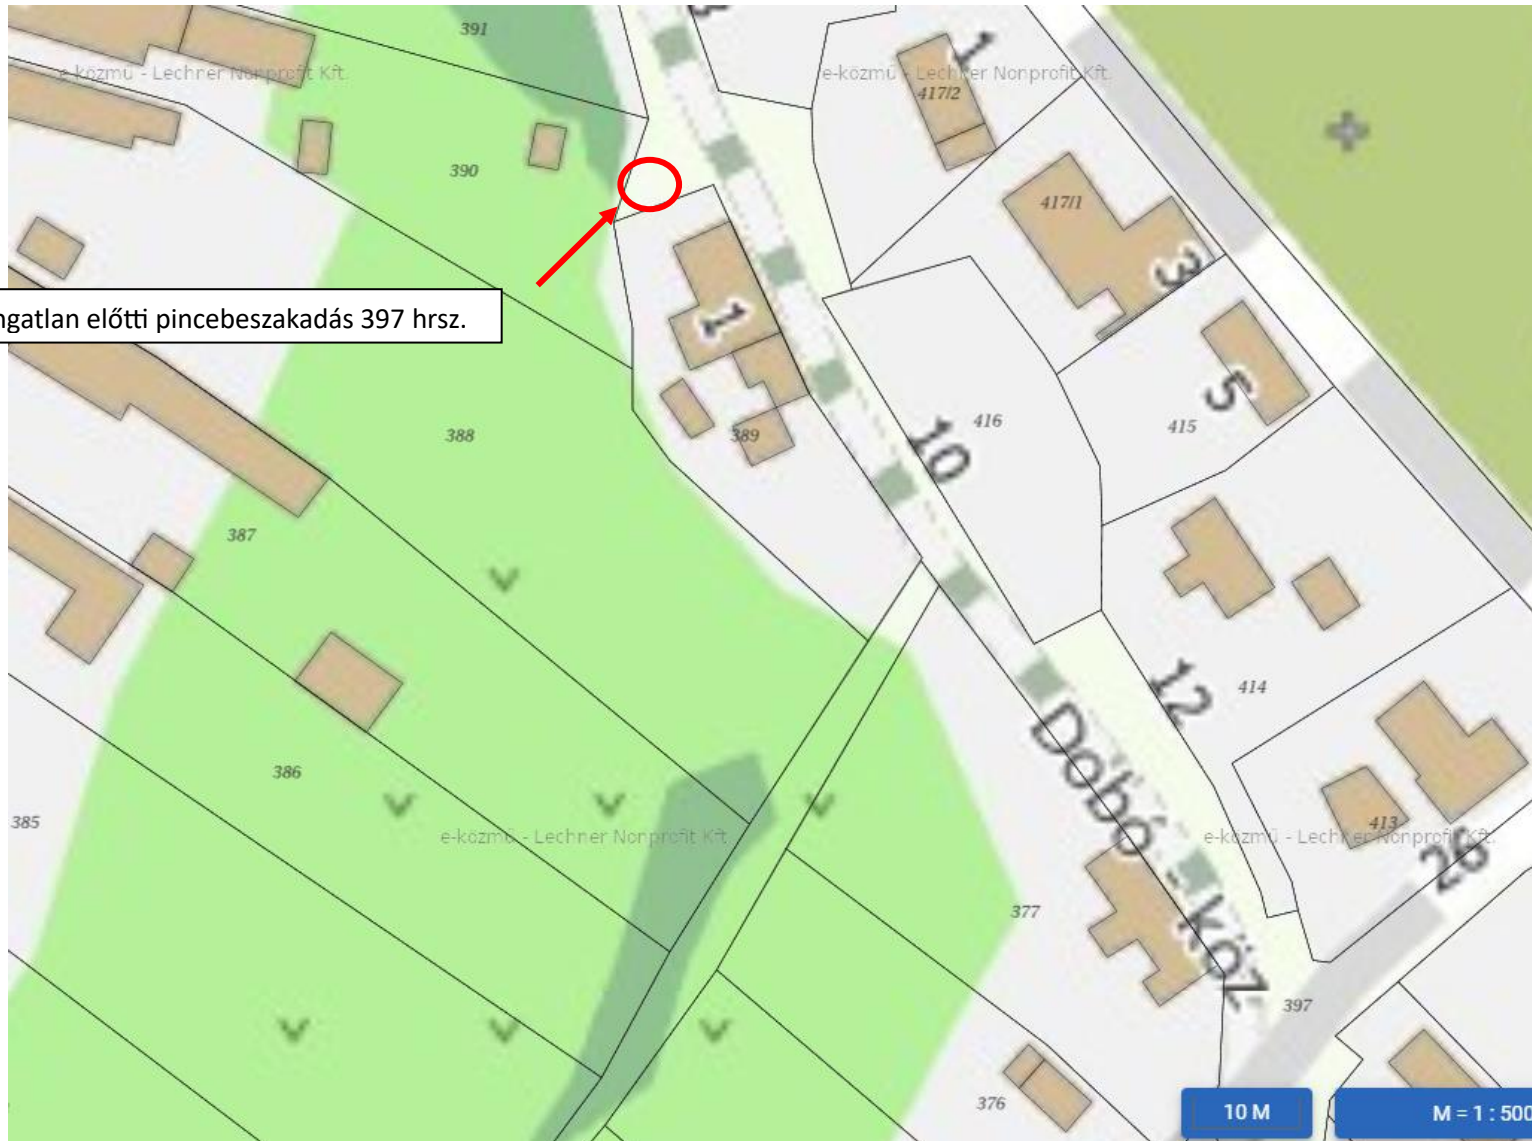 391
e-közmű - Lechner Nonprofit Kft.
e-közmű - Lechner Nonprofit Kft.
1
417/2
390
417/1
3
ngatlan előtti pincebeszakadás 397 hrsz.
1
5
416
415
10
389
388
387
414
12
386
385
Dobó - köz
413
e-közmű - Lechner Nonprofit Kft.
e-közmű - Lechner Nonprofit Kft.
377
397
376
10 M
M = 1 : 500